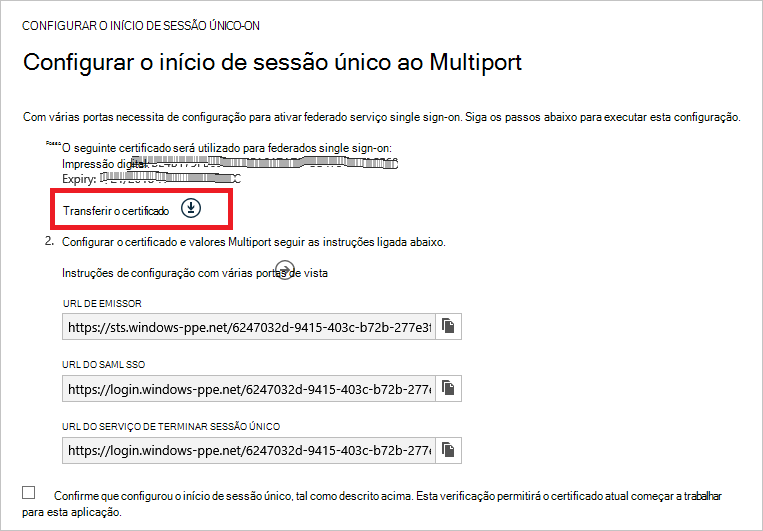 CONFIGURAR O INÍCIO DE SESSÃO ÚNICO-ON
Configurar o início de sessão único ao Multiport
Com várias portas necessita de configuração para ativar federado serviço single sign-on. Siga os passos abaixo para executar esta configuração.
O seguinte certificado será utilizado para federados single sign-on:
Impressão digital:
Expiry:
Transferir o certificado
2. Configurar o certificado e valores Multiport seguir as instruções ligada abaixo.
Instruções de configuração com várias portas de vista
URL DE EMISSOR
https://sts.windows-ppe.net/6247032d-9415-403c-b72b-277e3f
URL DO SAML SSO
https://login.windows-ppe.net/6247032d-9415-403c-b72b-277e
URL DO SERVIÇO DE TERMINAR SESSÃO ÚNICO
https://login.windows-ppe.net/6247032d-9415-403c-b72b-277e
Confirme que configurou o início de sessão único, tal como descrito acima. Esta verificação permitirá o certificado atual começar a trabalhar
para esta aplicação.